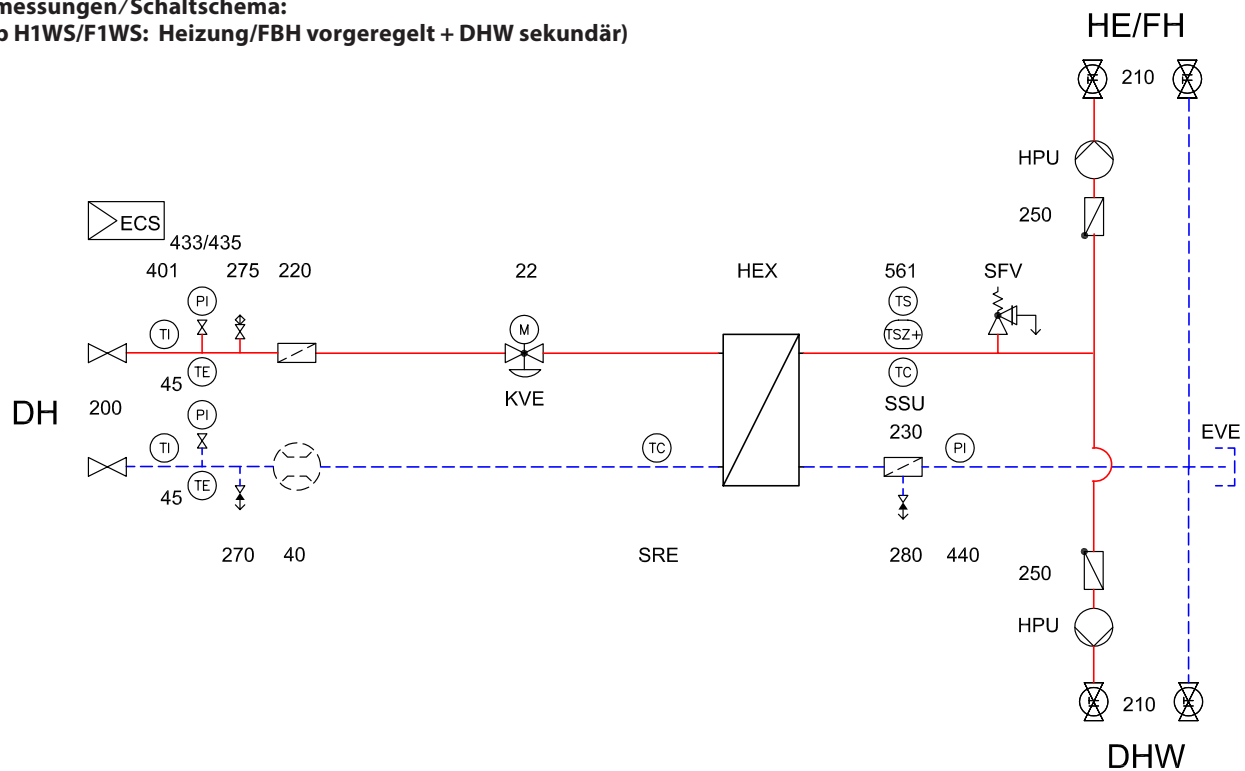 messungen/Schaltschema:
H1WS/F1WS: Heizung/FBH vorgeregelt + DHW sekundär)
HE/FH
210
HPU
250
ECS
433/435
401
275
220
22
HEX
561
SFV
PI
TS
TI
M
TSZ+
TE
TC
45
KVE
SSU
DH
200
PI
230
EVE
TI
TC
PI
TE
45
270
40
SRE
280
440
250
HPU
210
DHW